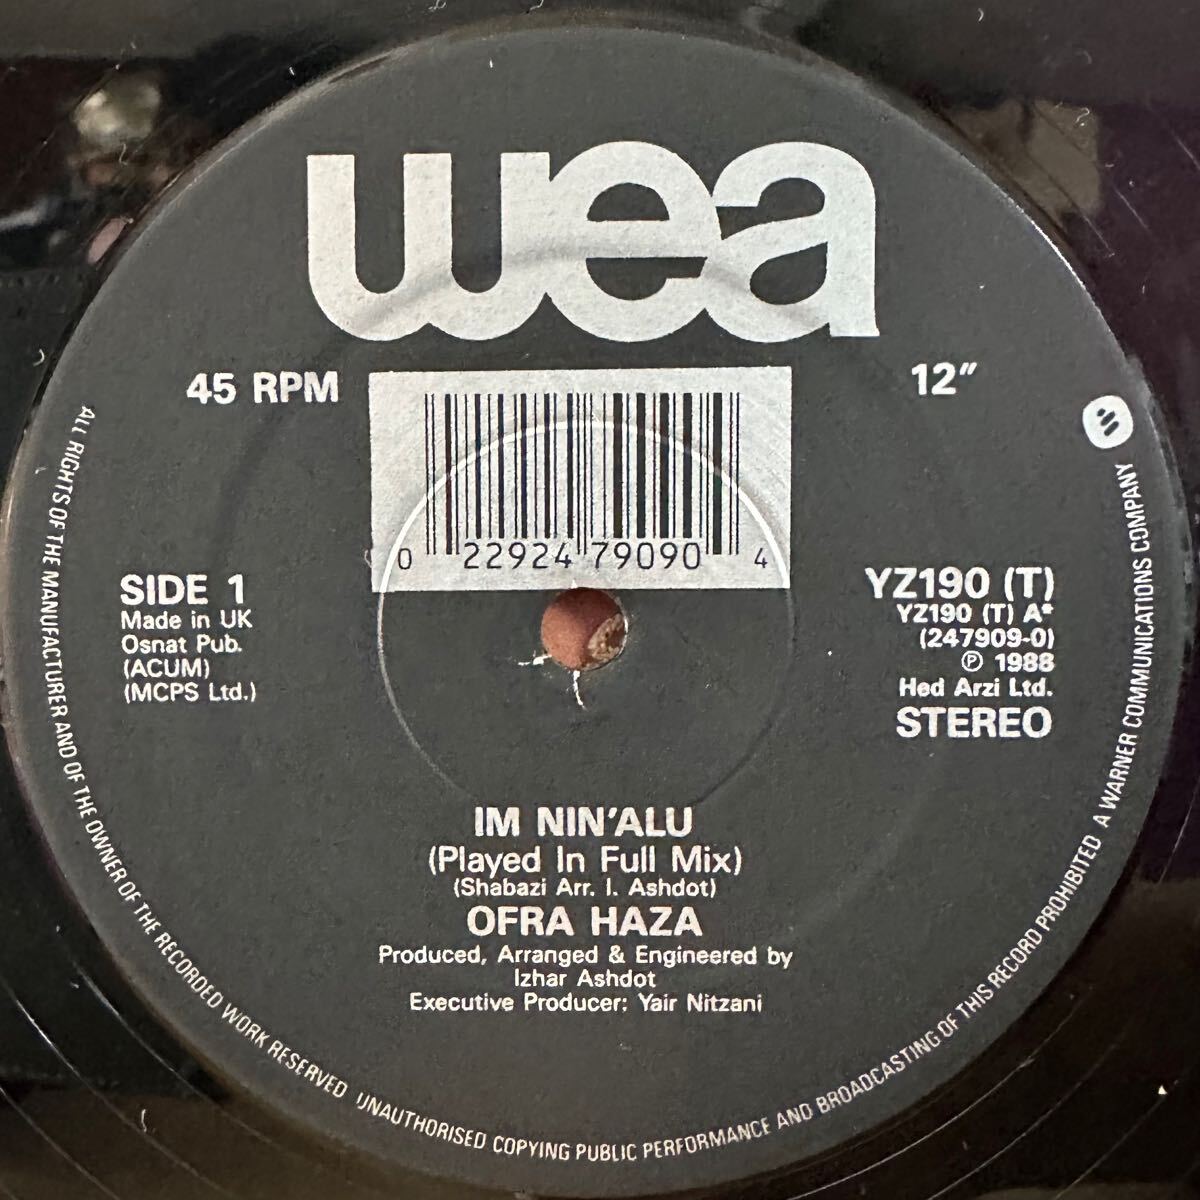 wea
45 RPM
12"
0 22924 79090 4
SIDE 1
Made in UK
Osnat Pub.
(ACUM)
(MCPS Ltd.)
YZ190 (T)
YZ190 (T) A*
(247909-0)
℗ 1988
Hed Arzi Ltd.
STEREO
IM NIN'ALU
(Played In Full Mix)
(Shabazi Arr. I. Ashdot)
OFRA HAZA
Produced, Arranged & Engineered by
Izhar Ashdot
Executive Producer: Yair Nitzani
ALL RIGHTS OF THE MANUFACTURER AND OF THE OWNER OF THE RECORDED WORK RESERVED UNAUTHORISED COPYING PUBLIC PERFORMANCE AND BROADCASTING OF THIS RECORD PROHIBITED A WARNER COMMUNICATIONS COMPANY